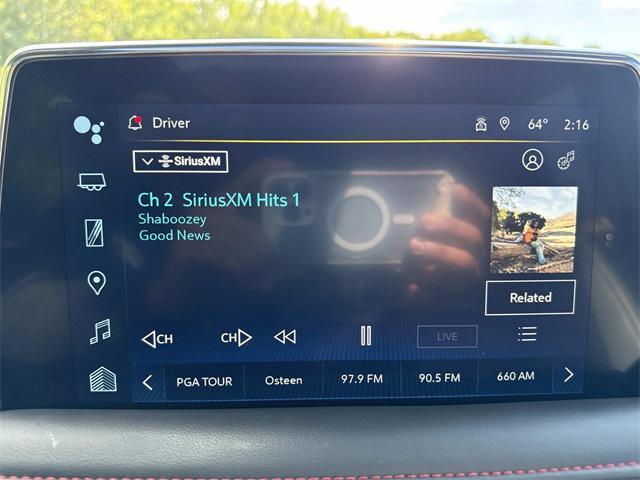 Driver 64° 2:16
SiriusXM
Ch 2 SiriusXM Hits 1
Shaboozey
Good News
Related
CH CH LIVE
PGA TOUR Osteen 97.9 FM 90.5 FM 660 AM